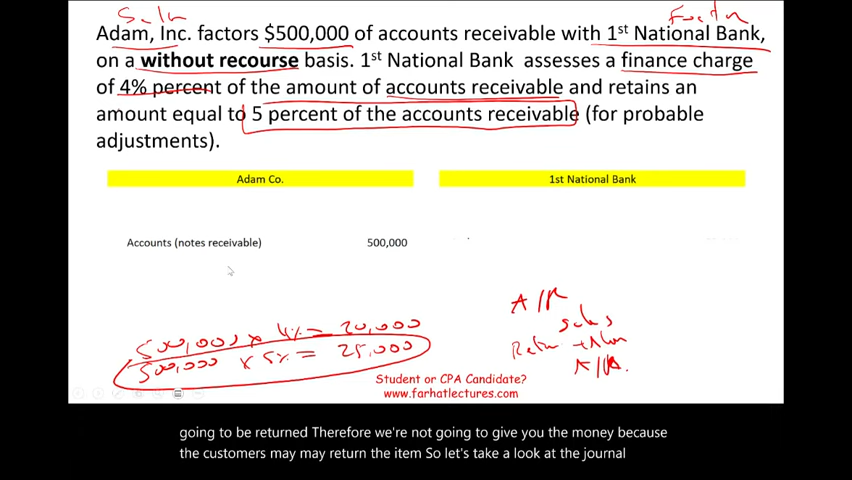 Seller Factor
Adam, Inc. factors $500,000 of accounts receivable with 1st National Bank,
on a without recourse basis. 1st National Bank assesses a finance charge
of 4% percent of the amount of accounts receivable and retains an
amount equal to 5 percent of the accounts receivable (for probable
adjustments).
Adam Co. 1st National Bank
Accounts (notes receivable) 500,000
500,000 x 4% = 20,000
500,000 x 5% = 25,000
A/R
Sales
Return
A/R.
Student or CPA Candidate?
www.farhatlectures.com
going to be returned Therefore we're not going to give you the money because
the customers may may return the item So let's take a look at the journal